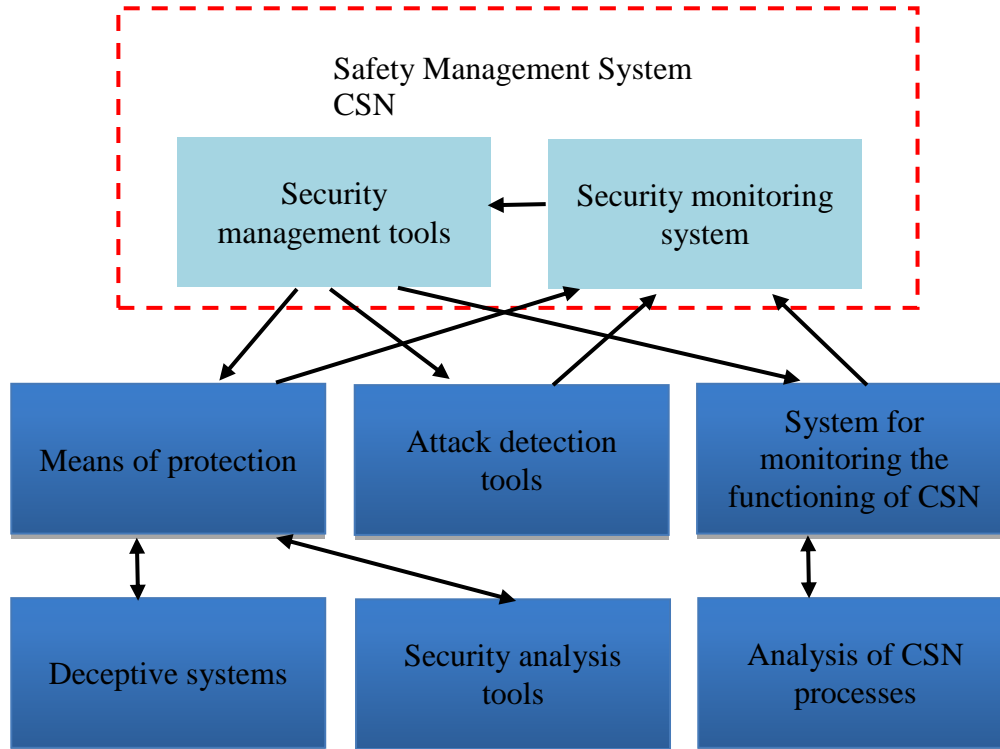 Safety Management System
CSN
Security
management tools
Security monitoring
system
Means of protection
Attack detection
tools
System for
monitoring the
functioning of CSN
Deceptive systems
Security analysis
tools
Analysis of CSN
processes